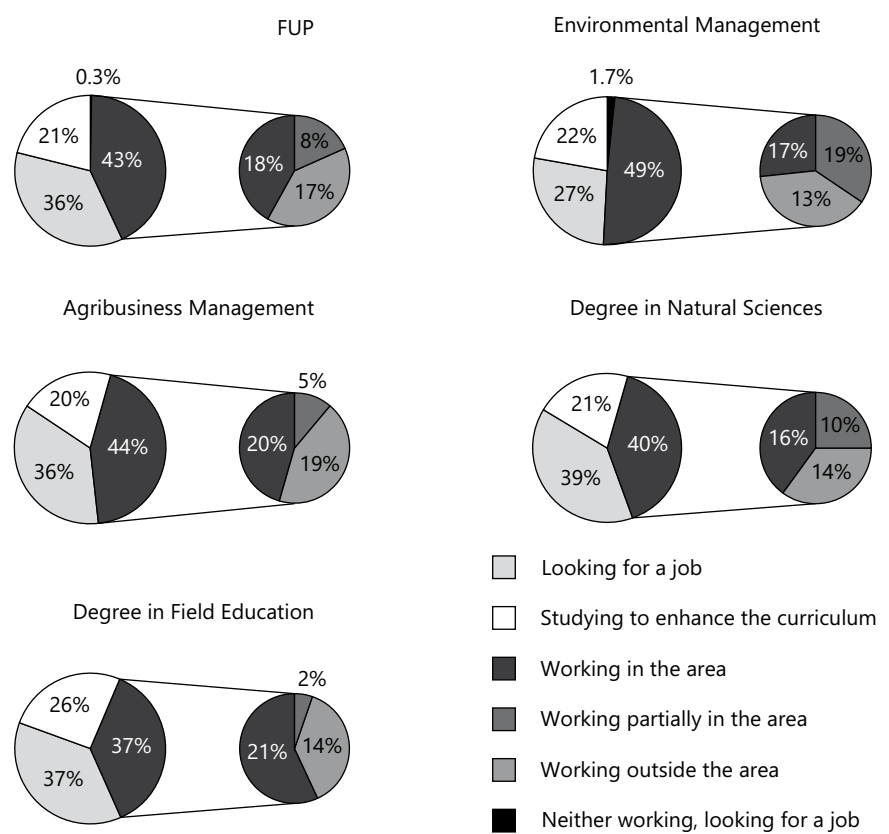 FUP
0.3%
21%
43%
36%
18%
8%
17%
Environmental Management
1.7%
22%
49%
27%
17%
19%
13%
Agribusiness Management
20%
44%
36%
5%
20%
19%
Degree in Natural Sciences
21%
40%
39%
16%
10%
14%
Degree in Field Education
26%
37%
37%
2%
21%
14%
Looking for a job
Studying to enhance the curriculum
Working in the area
Working partially in the area
Working outside the area
Neither working, looking for a job